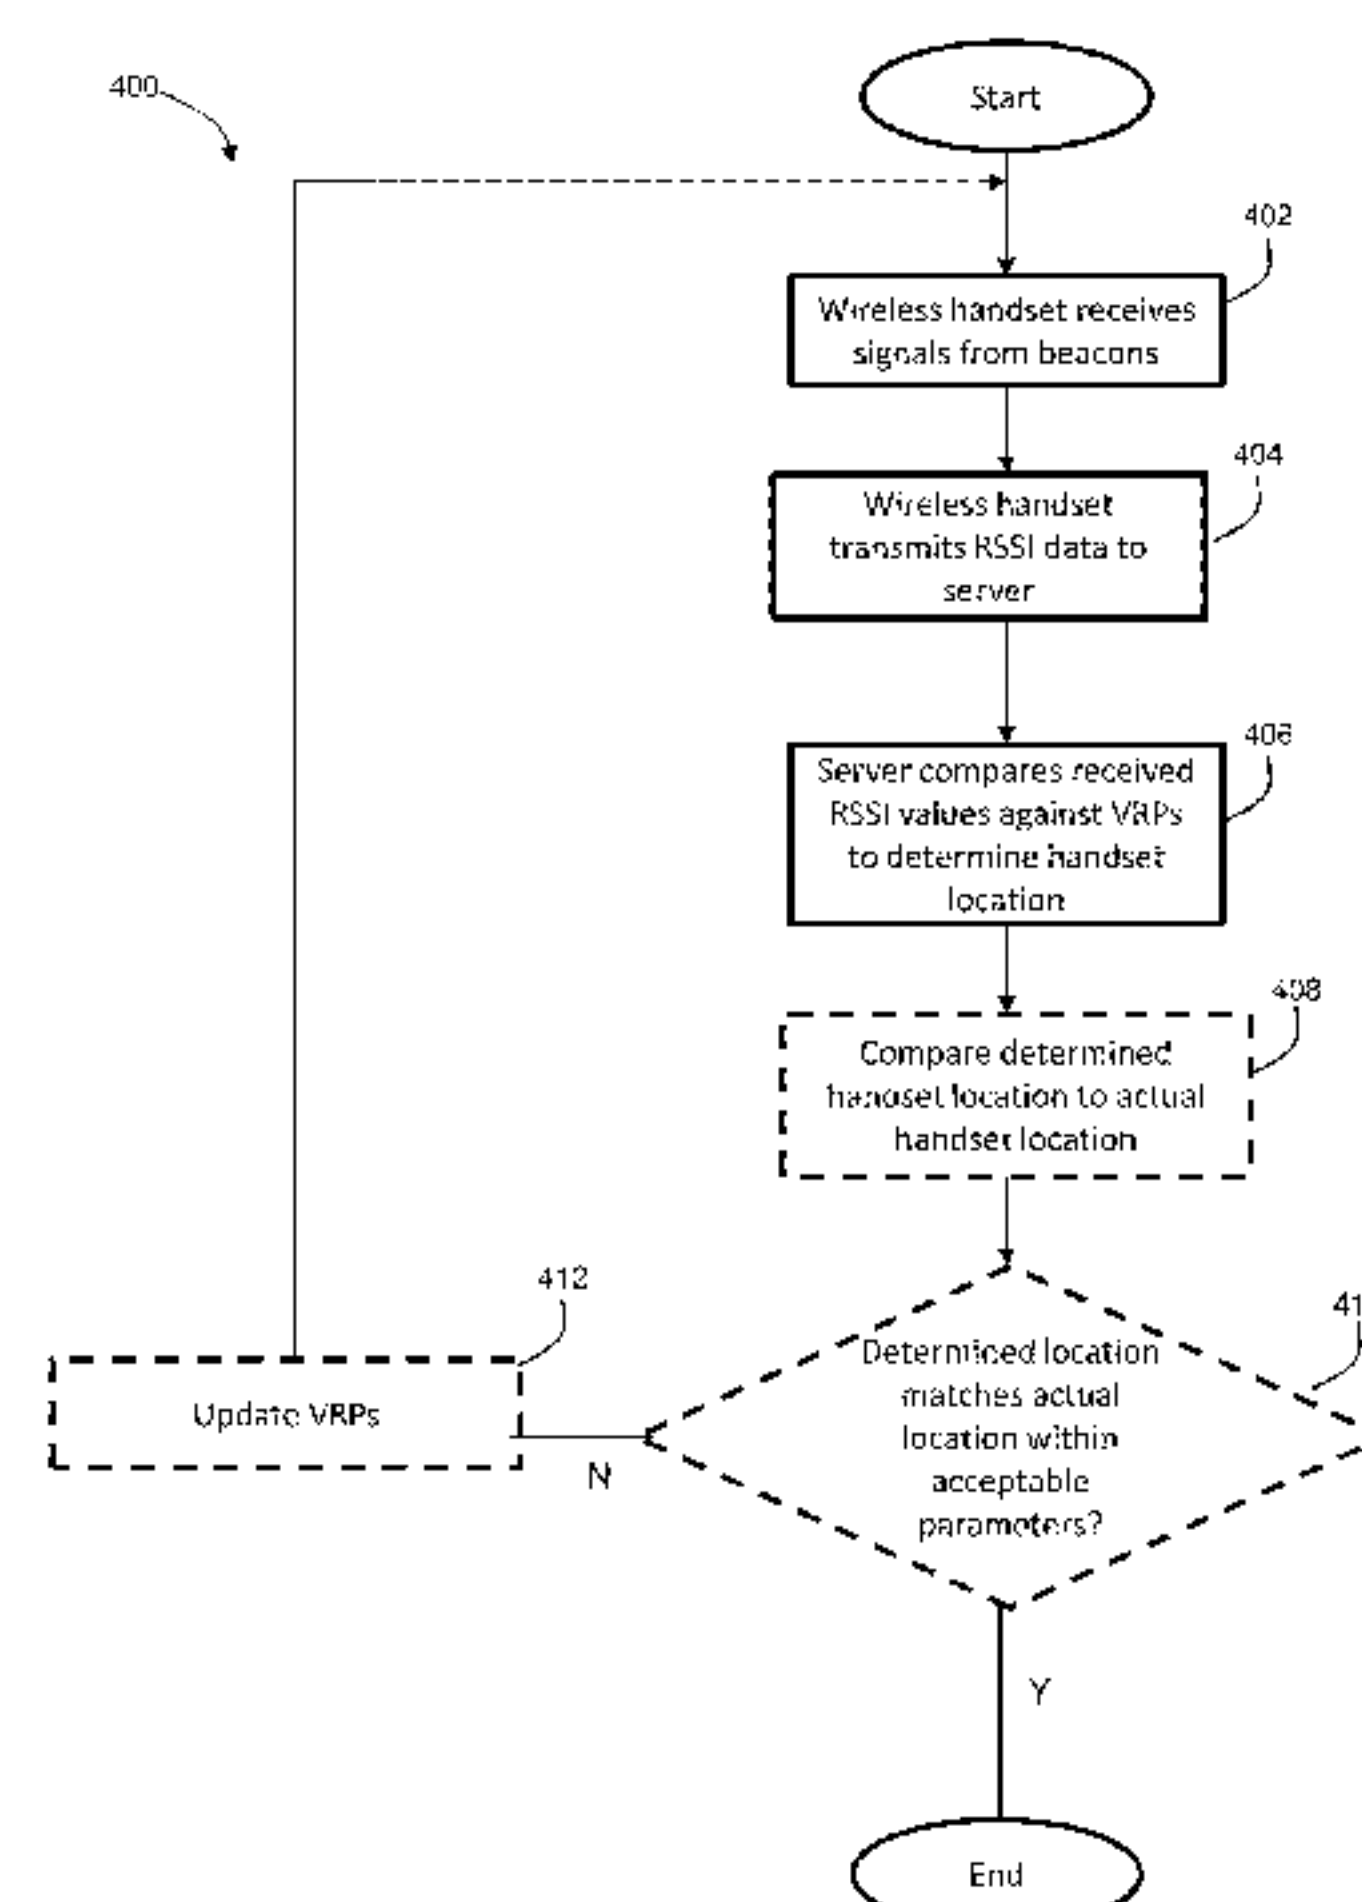 400
Start
402
Wireless handset receives
signals from beacons
404
Wireless handset
transmits RSSI data to
server
406
Server compares received
RSSI values against VRPs
to determine handset
location
408
Compare determined
handset location to actual
handset location
412
Update VRPs
N
Determined location
matches actual
location within
acceptable
parameters?
Y
End